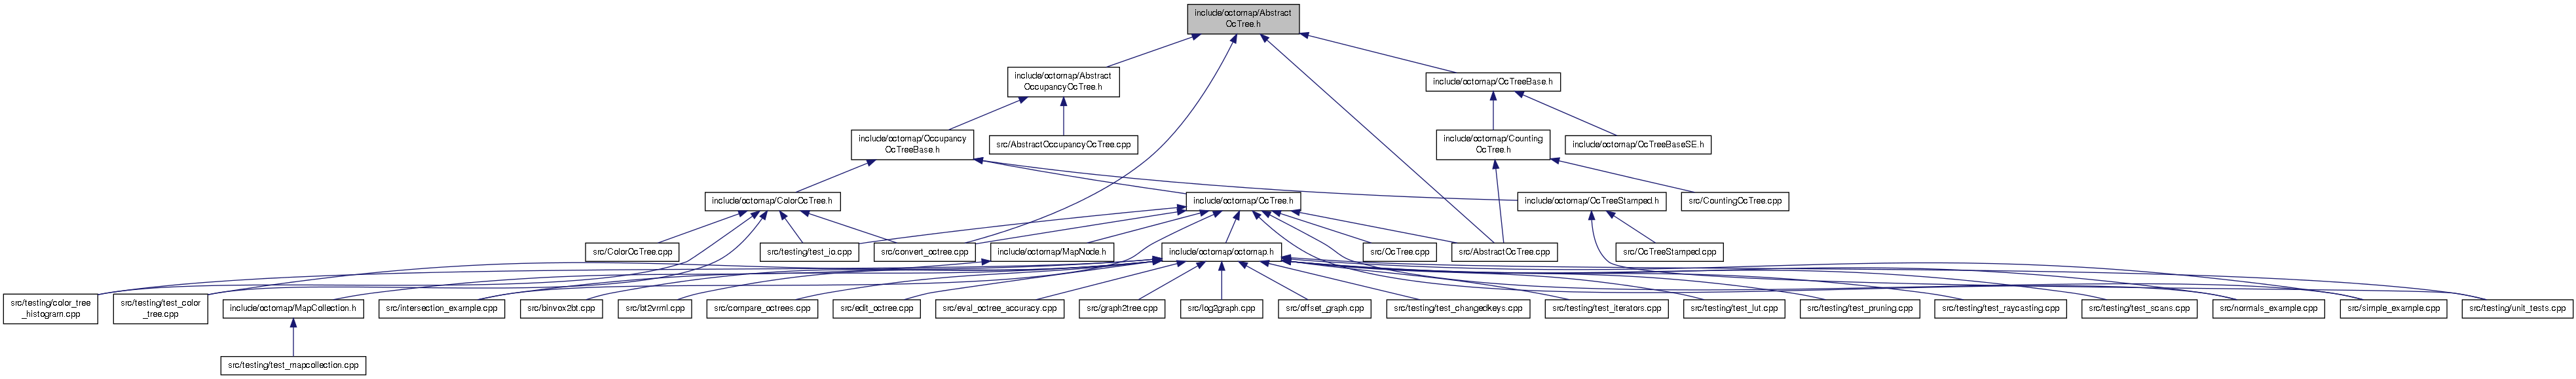 include/octomap/Abstract
OcTree.h
include/octomap/Abstract
OccupancyOcTree.h
include/octomap/OcTreeBase.h
include/octomap/Occupancy
OcTreeBase.h
src/AbstractOccupancyOcTree.cpp
include/octomap/Counting
OcTree.h
include/octomap/OcTreeBaseSE.h
include/octomap/ColorOcTree.h
include/octomap/OcTree.h
include/octomap/OcTreeStamped.h
src/CountingOcTree.cpp
src/ColorOcTree.cpp
src/testing/test_io.cpp
src/convert_octree.cpp
include/octomap/MapNode.h
include/octomap/octomap.h
src/OcTree.cpp
src/AbstractOcTree.cpp
src/OcTreeStamped.cpp
src/testing/color_tree
_histogram.cpp
src/testing/test_color
_tree.cpp
include/octomap/MapCollection.h
src/intersection_example.cpp
src/binvox2bt.cpp
src/bt2vrml.cpp
src/compare_octrees.cpp
src/edit_octree.cpp
src/eval_octree_accuracy.cpp
src/graph2tree.cpp
src/log2graph.cpp
src/offset_graph.cpp
src/testing/test_changedkeys.cpp
src/testing/test_iterators.cpp
src/testing/test_lut.cpp
src/testing/test_pruning.cpp
src/testing/test_raycasting.cpp
src/testing/test_scans.cpp
src/normals_example.cpp
src/simple_example.cpp
src/testing/unit_tests.cpp
src/testing/test_mapcollection.cpp